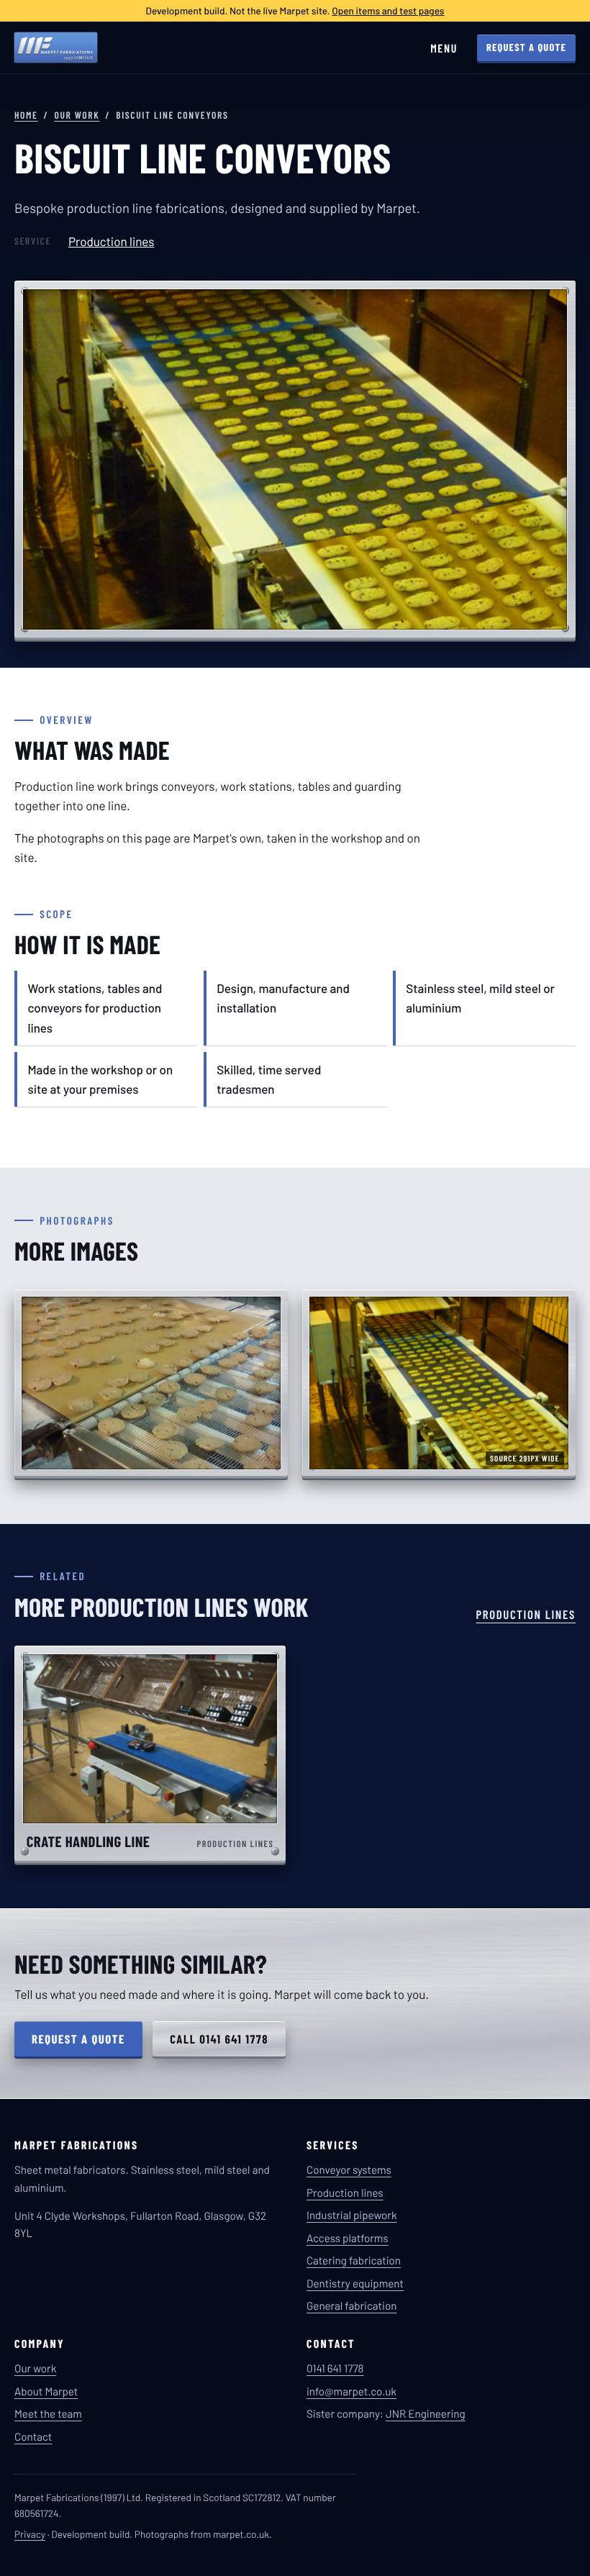 Development build. Not the live Marpet site. Open items and test pages
MF MARPET FABRICATIONS
(1997) LIMITED
MENU
REQUEST A QUOTE
HOME / OUR WORK / BISCUIT LINE CONVEYORS
BISCUIT LINE CONVEYORS
Bespoke production line fabrications, designed and supplied by Marpet.
SERVICE Production lines
OVERVIEW
WHAT WAS MADE
Production line work brings conveyors, work stations, tables and guarding
together into one line.
The photographs on this page are Marpet's own, taken in the workshop and on
site.
SCOPE
HOW IT IS MADE
Work stations, tables and
conveyors for production
lines
Design, manufacture and
installation
Stainless steel, mild steel or
aluminium
Made in the workshop or on
site at your premises
Skilled, time served
tradesmen
PHOTOGRAPHS
MORE IMAGES
SOURCE 291PX WIDE
RELATED
MORE PRODUCTION LINES WORK
PRODUCTION LINES
CRATE HANDLING LINE
PRODUCTION LINES
NEED SOMETHING SIMILAR?
Tell us what you need made and where it is going. Marpet will come back to you.
REQUEST A QUOTE
CALL 0141 641 1778
MARPET FABRICATIONS
Sheet metal fabricators. Stainless steel, mild steel and
aluminium.
Unit 4 Clyde Workshops, Fullarton Road, Glasgow, G32
8YL
SERVICES
Conveyor systems
Production lines
Industrial pipework
Access platforms
Catering fabrication
Dentistry equipment
General fabrication
COMPANY
Our work
About Marpet
Meet the team
Contact
CONTACT
0141 641 1778
info@marpet.co.uk
Sister company: JNR Engineering
Marpet Fabrications (1997) Ltd. Registered in Scotland SC172812. VAT number
680561724.
Privacy · Development build. Photographs from marpet.co.uk.